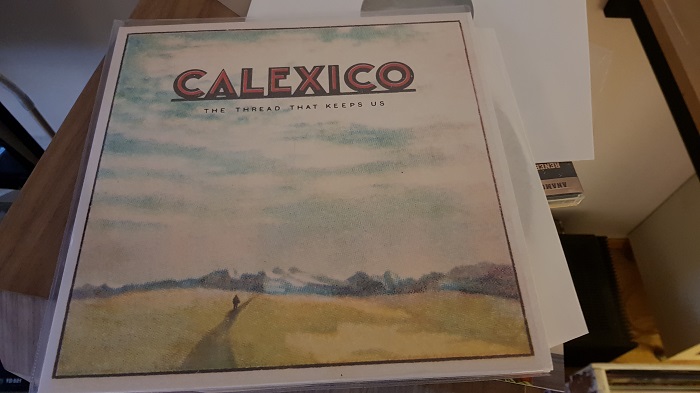 CALEXICO
THE THREAD THAT KEEPS US